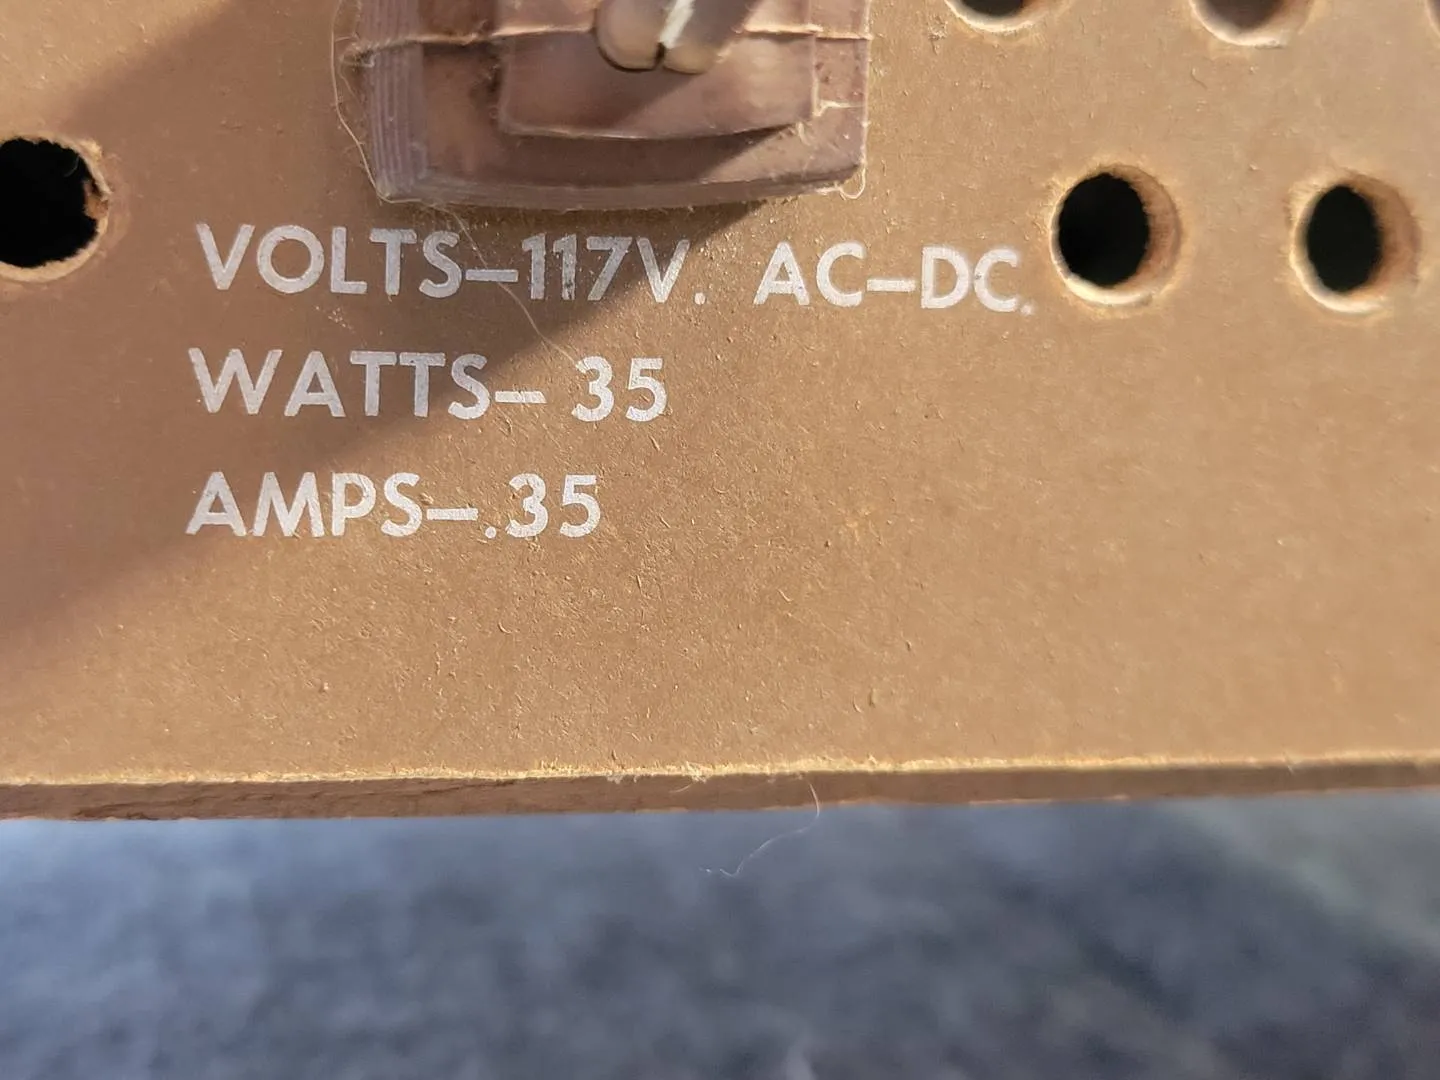 VOLTS–117V. AC–DC.
WATTS– 35
AMPS–.35